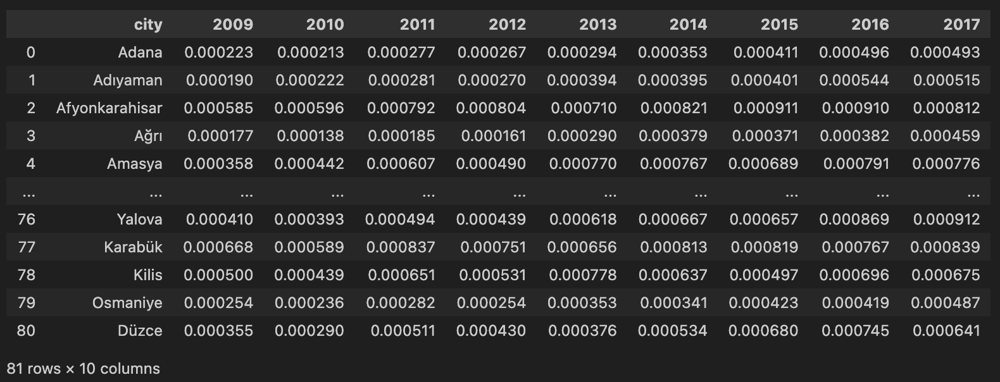 city 2009 2010 2011 2012 2013 2014 2015 2016 2017
0 Adana 0.000223 0.000213 0.000277 0.000267 0.000294 0.000353 0.000411 0.000496 0.000493
1 Adıyaman 0.000190 0.000222 0.000281 0.000270 0.000394 0.000395 0.000401 0.000544 0.000515
2 Afyonkarahisar 0.000585 0.000596 0.000792 0.000804 0.000710 0.000821 0.000911 0.000910 0.000812
3 Ağrı 0.000177 0.000138 0.000185 0.000161 0.000290 0.000379 0.000371 0.000382 0.000459
4 Amasya 0.000358 0.000442 0.000607 0.000490 0.000770 0.000767 0.000689 0.000791 0.000776
... ... ... ... ... ... ... ... ... ... ...
76 Yalova 0.000410 0.000393 0.000494 0.000439 0.000618 0.000667 0.000657 0.000869 0.000912
77 Karabük 0.000668 0.000589 0.000837 0.000751 0.000656 0.000813 0.000819 0.000767 0.000839
78 Kilis 0.000500 0.000439 0.000651 0.000531 0.000778 0.000637 0.000497 0.000696 0.000675
79 Osmaniye 0.000254 0.000236 0.000282 0.000254 0.000353 0.000341 0.000423 0.000419 0.000487
80 Düzce 0.000355 0.000290 0.000511 0.000430 0.000376 0.000534 0.000680 0.000745 0.000641
81 rows × 10 columns